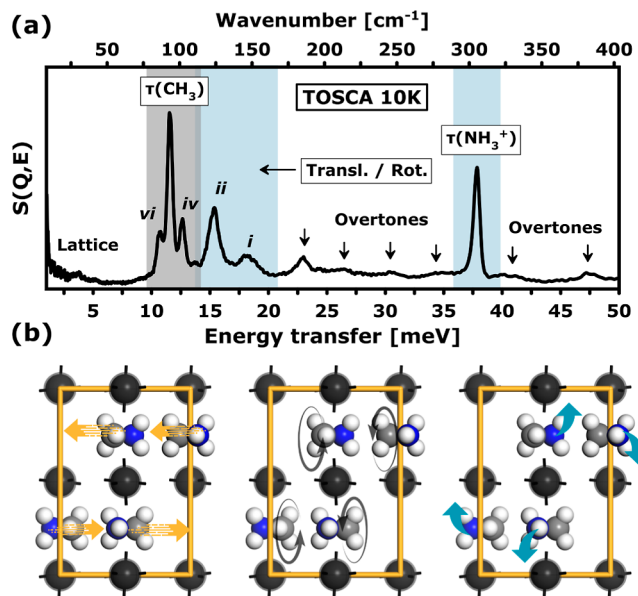 (a)
Wavenumber [cm⁻¹]
50 100 150 200 250 300 350 400
τ(CH₃)
TOSCA 10K
τ(NH₃⁺)
S(Q,E)
Transl. / Rot.
vi
iv
ii
i
Lattice
Overtones
Overtones
5 10 15 20 25 30 35 40 45 50
Energy transfer [meV]
(b)